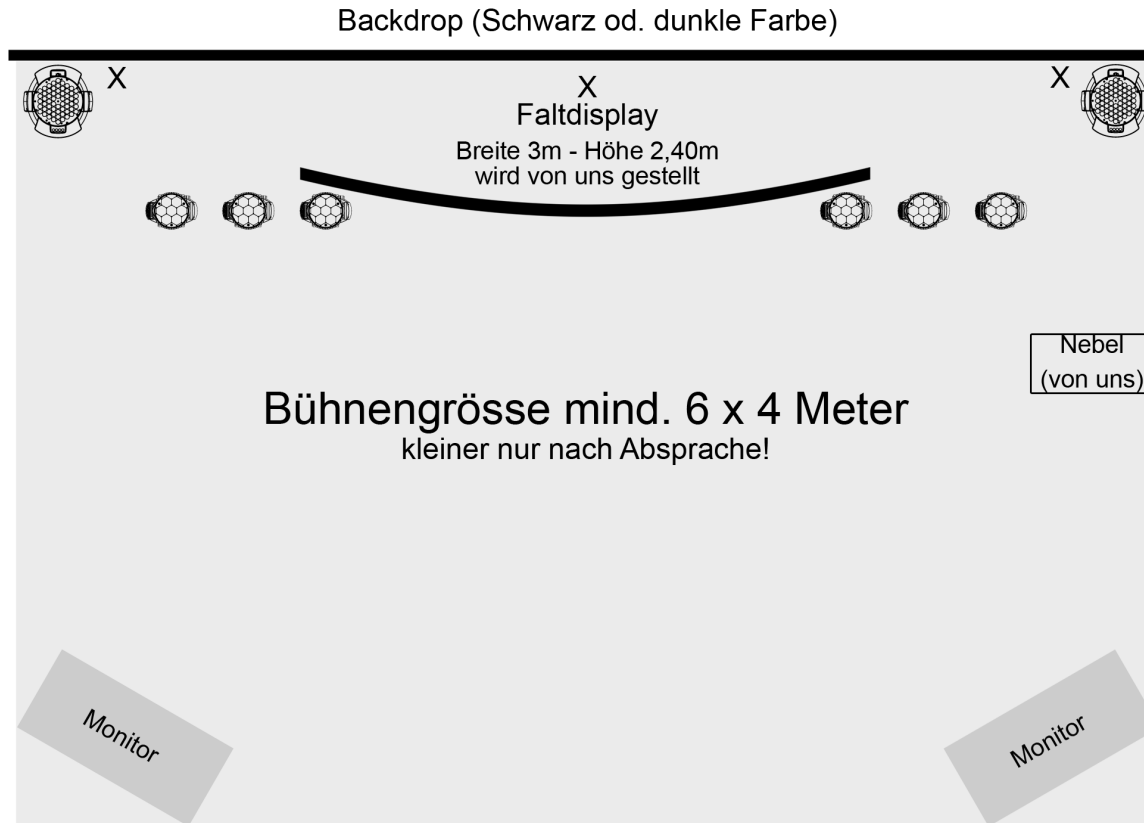 Backdrop (Schwarz od. dunkle Farbe)
X
X
X
Faltdisplay
Breite 3m - Höhe 2,40m
wird von uns gestellt
Nebel
(von uns)
Bühnengrösse mind. 6 x 4 Meter
kleiner nur nach Absprache!
Monitor
Monitor